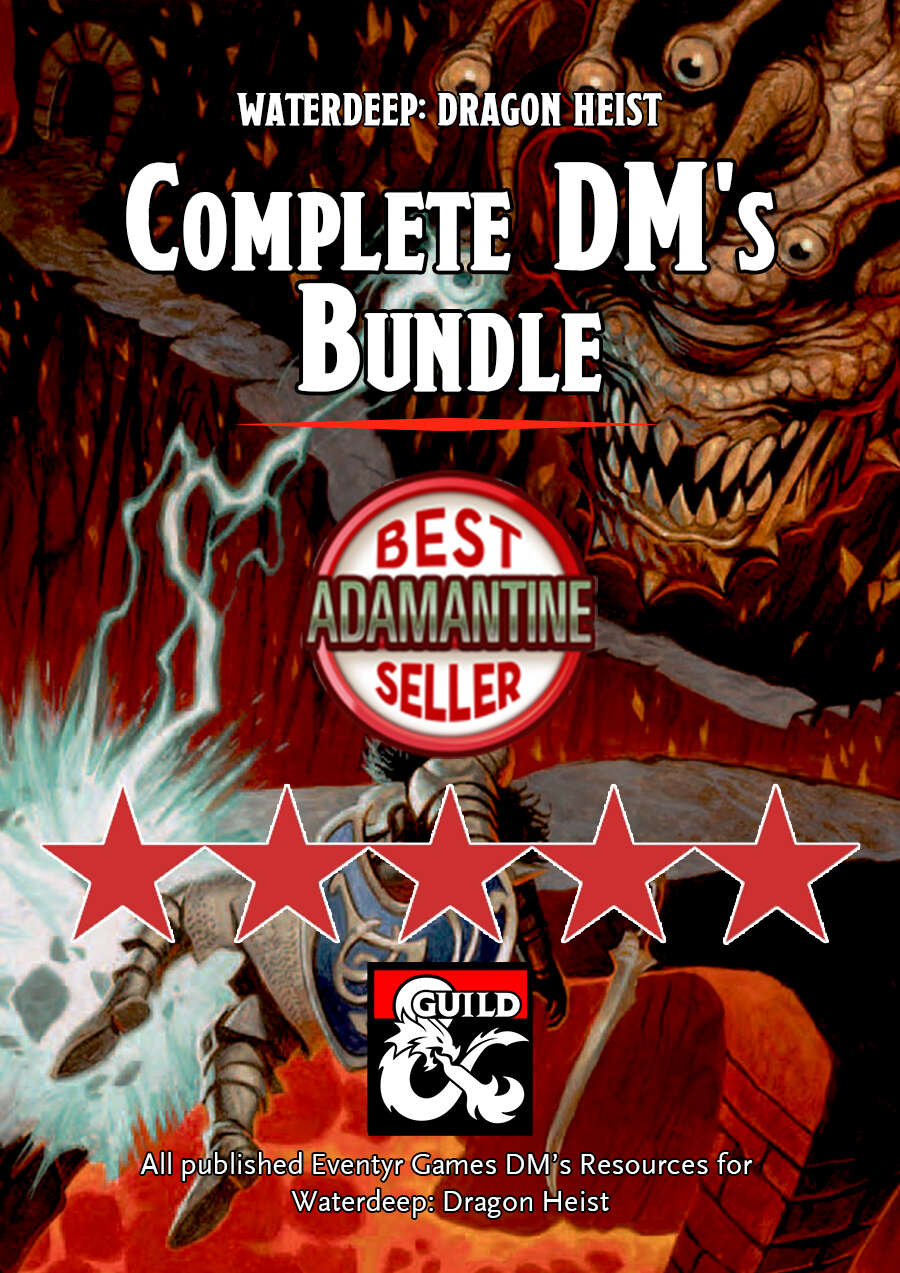 WATERDEEP: DRAGON HEIST
COMPLETE DM'S
BUNDLE
BEST
ADAMANTINE
SELLER
GUILD
All published Eventyr Games DM's Resources for
Waterdeep: Dragon Heist